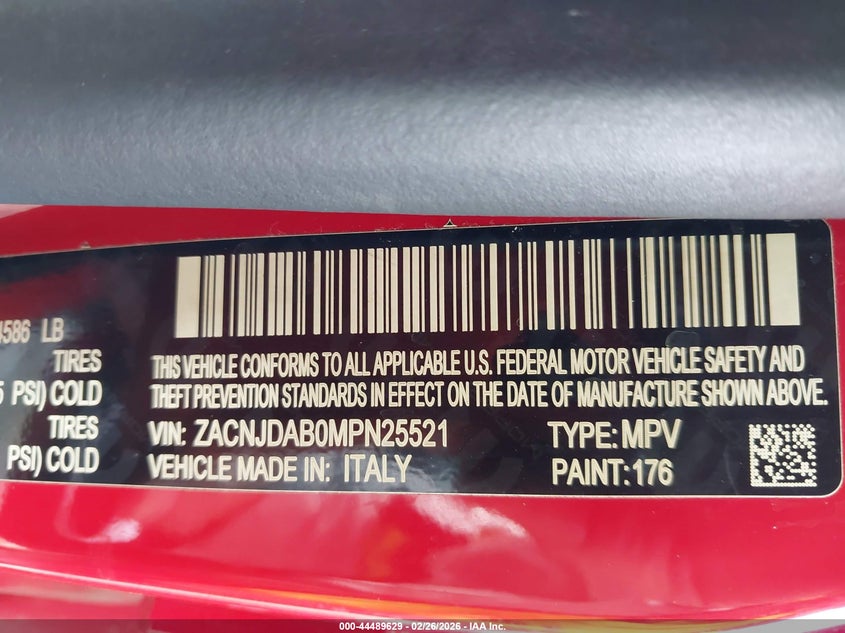 4586 LB
TIRES
5 PSI) COLD
TIRES
PSI) COLD
THIS VEHICLE CONFORMS TO ALL APPLICABLE U.S. FEDERAL MOTOR VEHICLE SAFETY AND
THEFT PREVENTION STANDARDS IN EFFECT ON THE DATE OF MANUFACTURE SHOWN ABOVE.
VIN: ZACNJDAB0MPN25521 TYPE: MPV
VEHICLE MADE IN: ITALY PAINT: 176
000-44489629 - 02/26/2026 - IAA Inc.